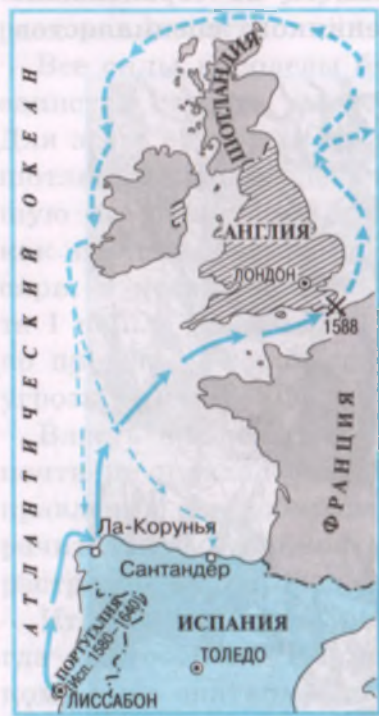 АТЛАНТИЧЕСКИЙ ОКЕАН
ШОТЛАНДИЯ
АНГЛИЯ
ЛОНДОН
1588
ФРАНЦИЯ
Ла-Корунья
Сантандер
ПОРТУГАЛИЯ
(Исп. 1580–1640)
ИСПАНИЯ
ТОЛЕДО
ЛИССАБОН